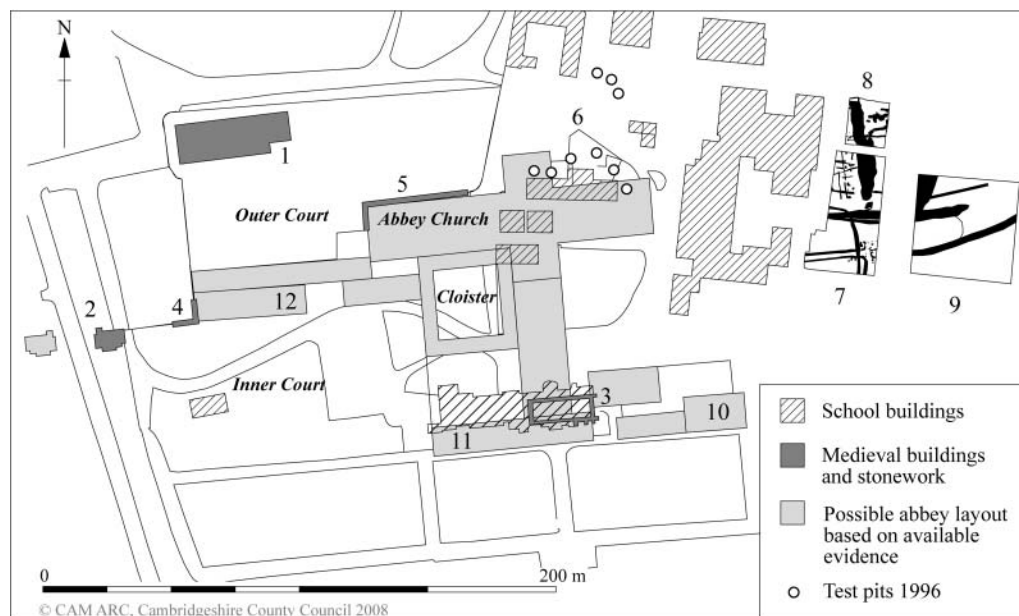 N
8
6
1
5
Outer Court
Abbey Church
7
9
4
12
Cloister
2
Inner Court
3
10
11
School buildings
Medieval buildings
and stonework
Possible abbey layout
based on available
evidence
Test pits 1996
0
200 m
© CAM ARC, Cambridgeshire County Council 2008